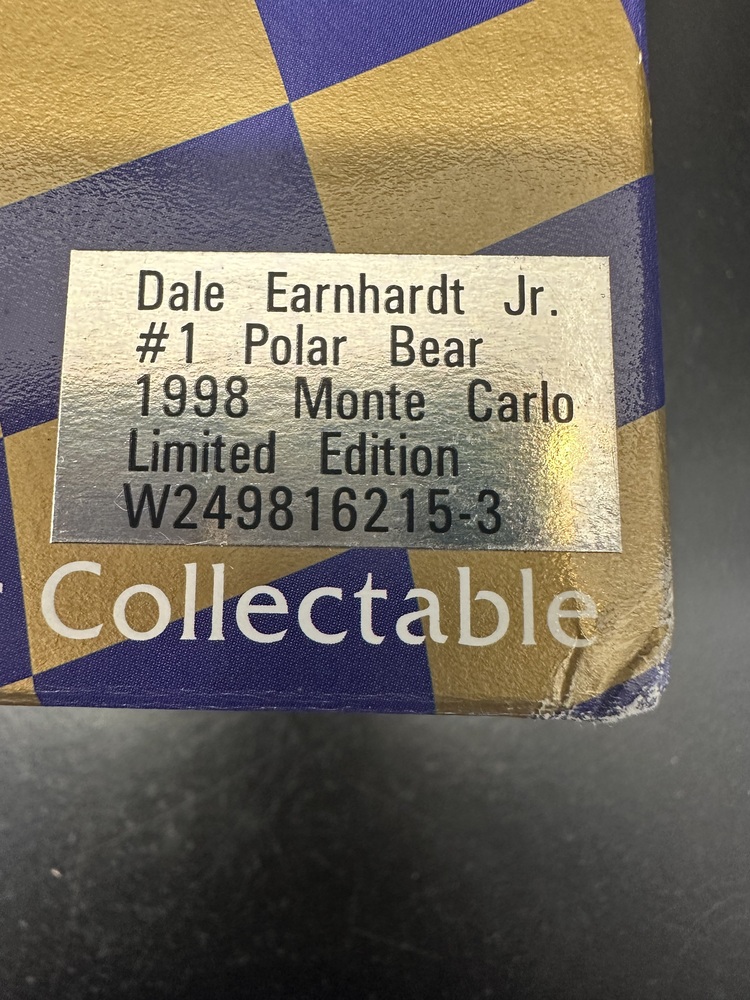 Dale Earnhardt Jr.
#1 Polar Bear
1998 Monte Carlo
Limited Edition
W249816215-3
Collectable